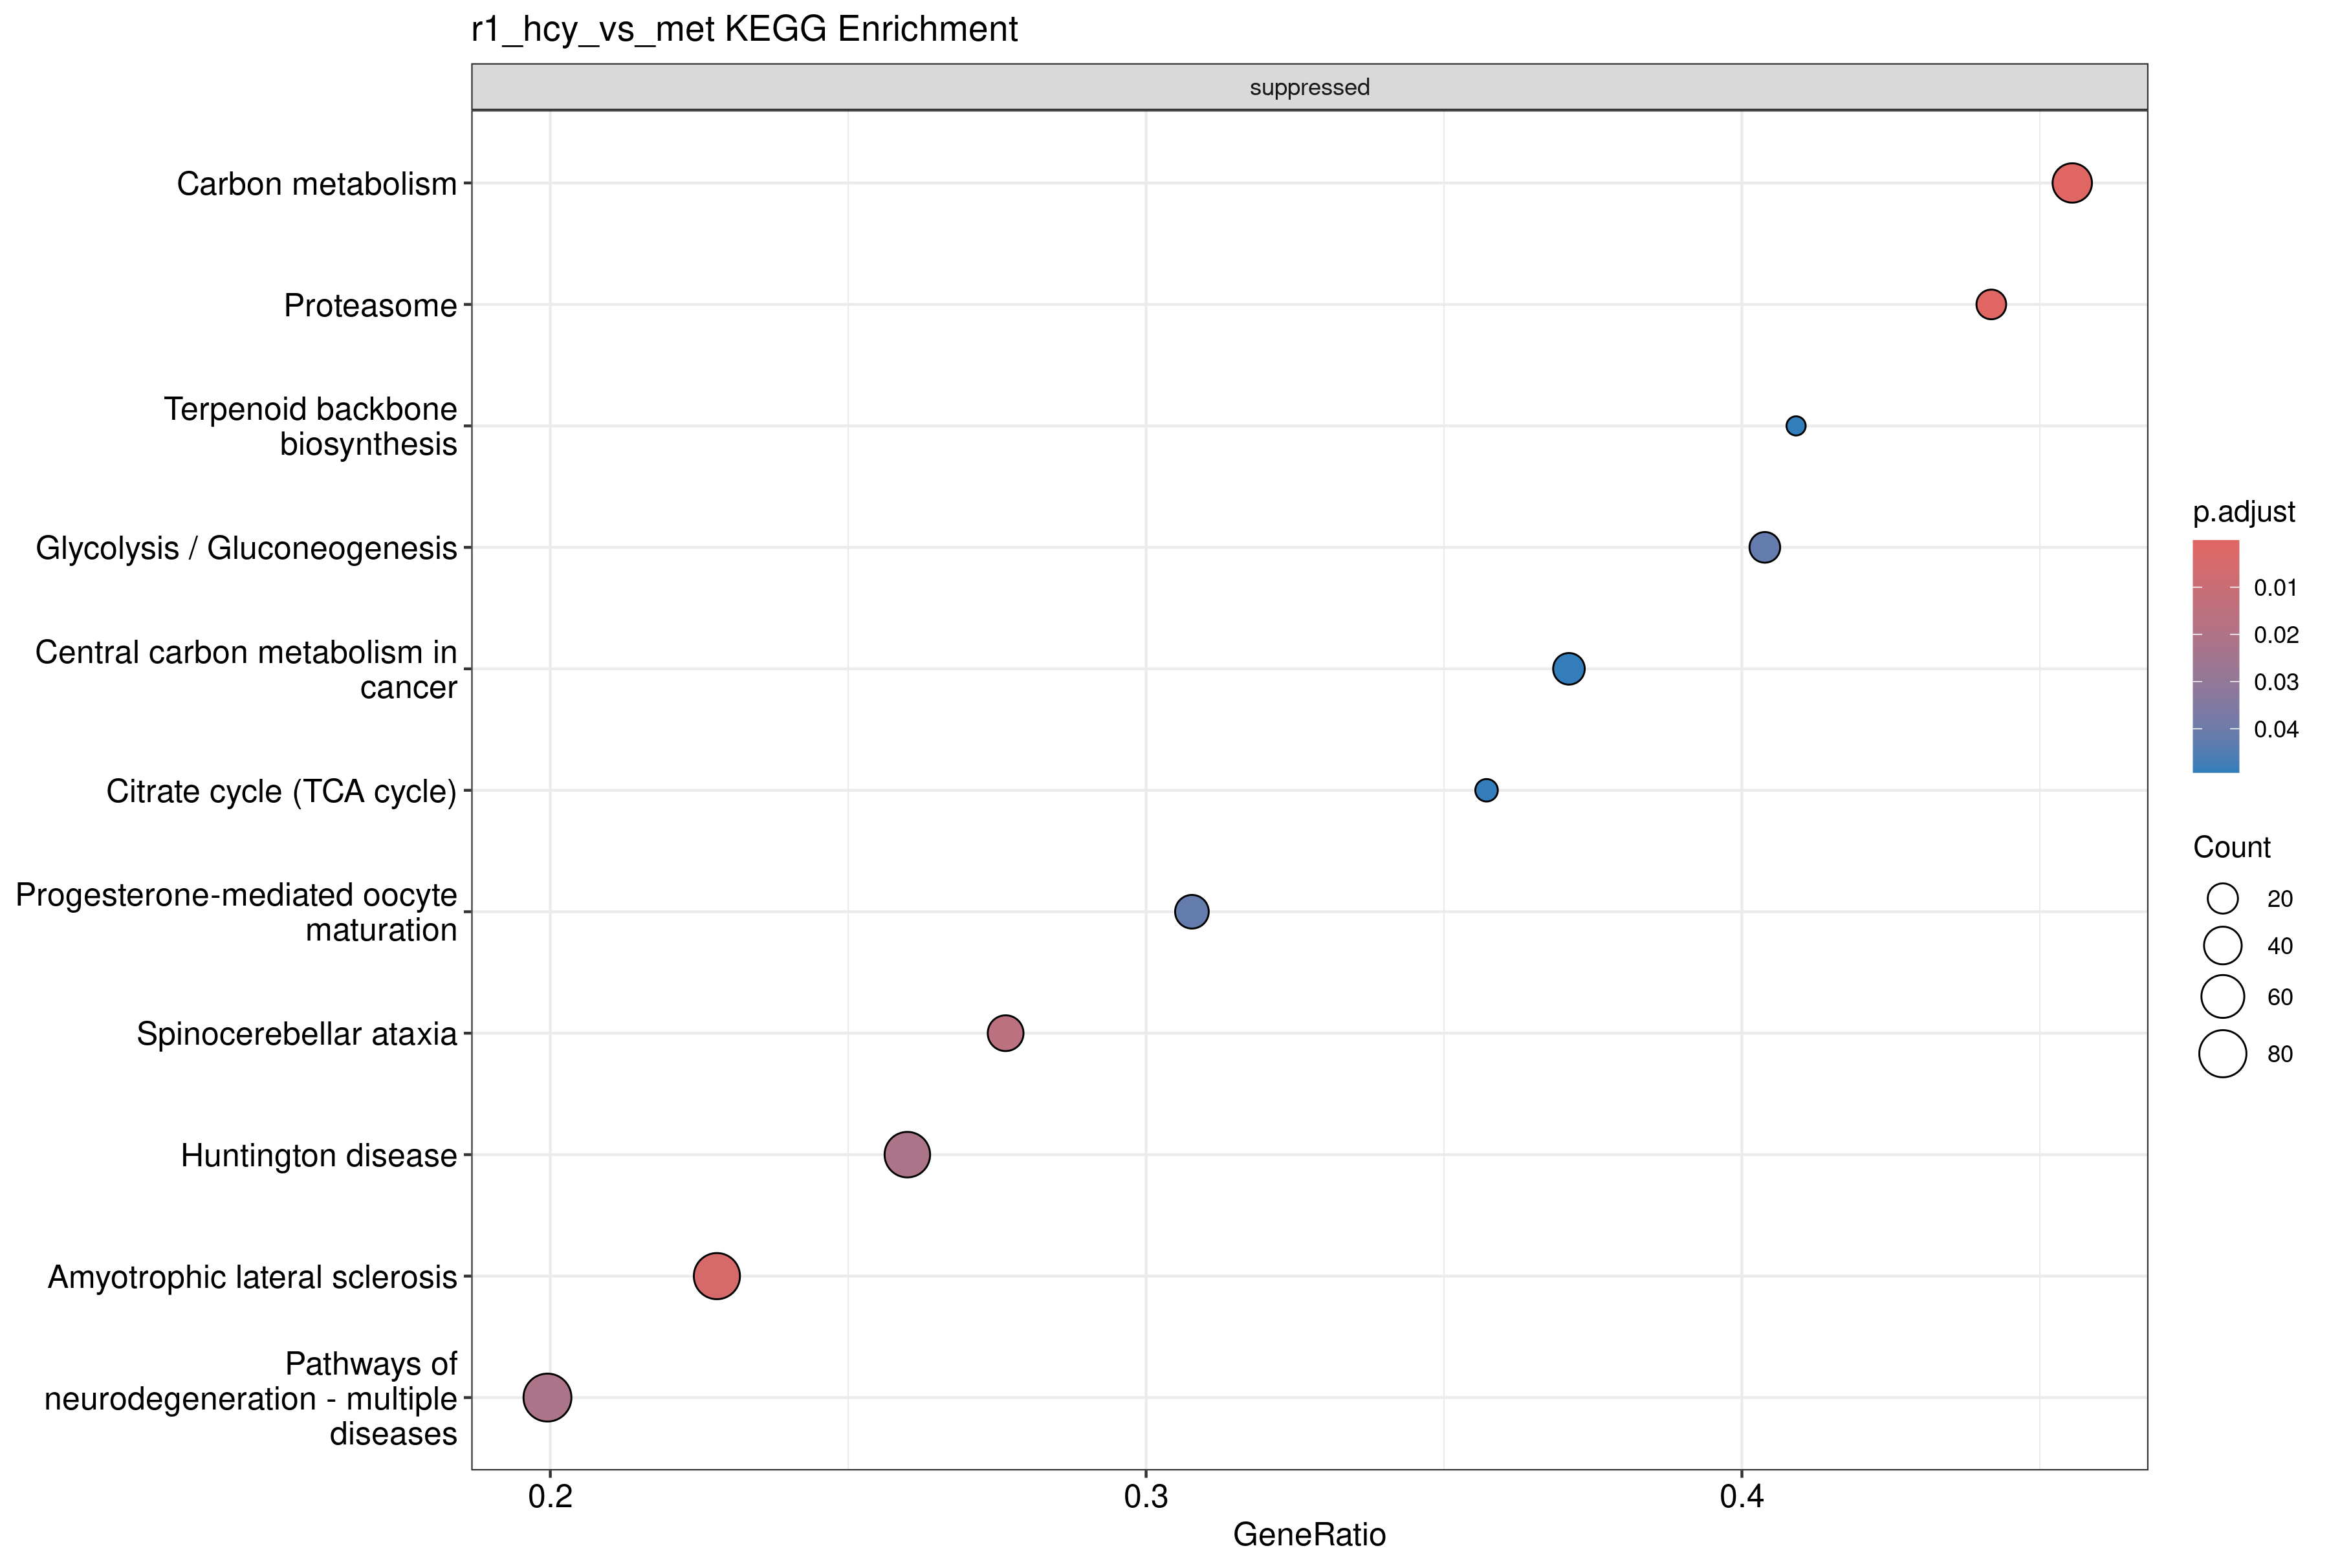 r1_hcy_vs_met KEGG Enrichment
suppressed
Carbon metabolism
Proteasome
Terpenoid backbone
biosynthesis
Glycolysis / Gluconeogenesis
Central carbon metabolism in
cancer
Citrate cycle (TCA cycle)
Progesterone-mediated oocyte
maturation
Spinocerebellar ataxia
Huntington disease
Amyotrophic lateral sclerosis
Pathways of
neurodegeneration - multiple
diseases
0.2
0.3
0.4
GeneRatio
p.adjust
0.01
0.02
0.03
0.04
Count
20
40
60
80